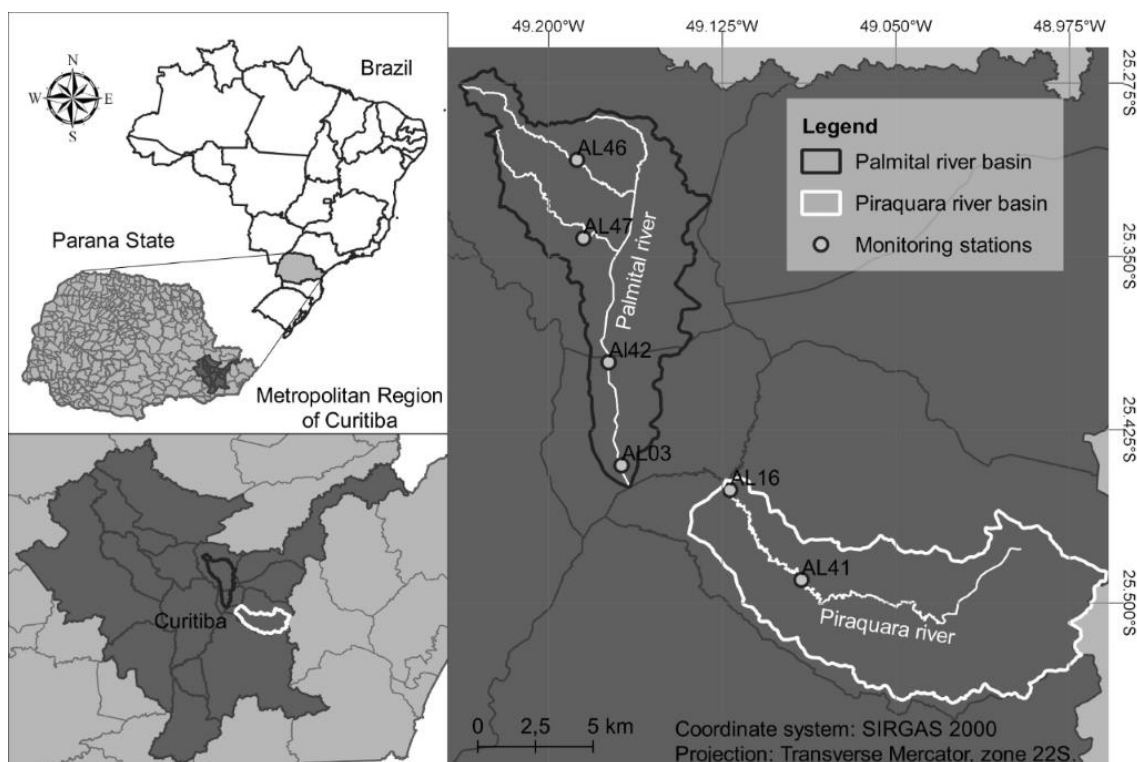 N
W
E
S
Brazil
Parana State
Metropolitan Region
of Curitiba
Curitiba
49.200°W
49.125°W
49.050°W
48.975°W
25.275°S
25.350°S
25.425°S
25.500°S
Legend
Palmital river basin
Piraquara river basin
Monitoring stations
AL46
AL47
Palmital river
Al42
AL03
AL16
AL41
Piraquara river
0 2,5 5 km
Coordinate system: SIRGAS 2000
Projection: Transverse Mercator, zone 22S.